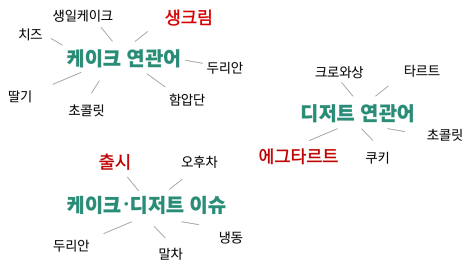 생일케이크
생크림
치즈
케이크 연관어
두리안
딸기
초콜릿
함압단
크로와상
타르트
디저트 연관어
초콜릿
에그타르트
쿠키
출시
오후차
케이크·디저트 이슈
두리안
말차
냉동